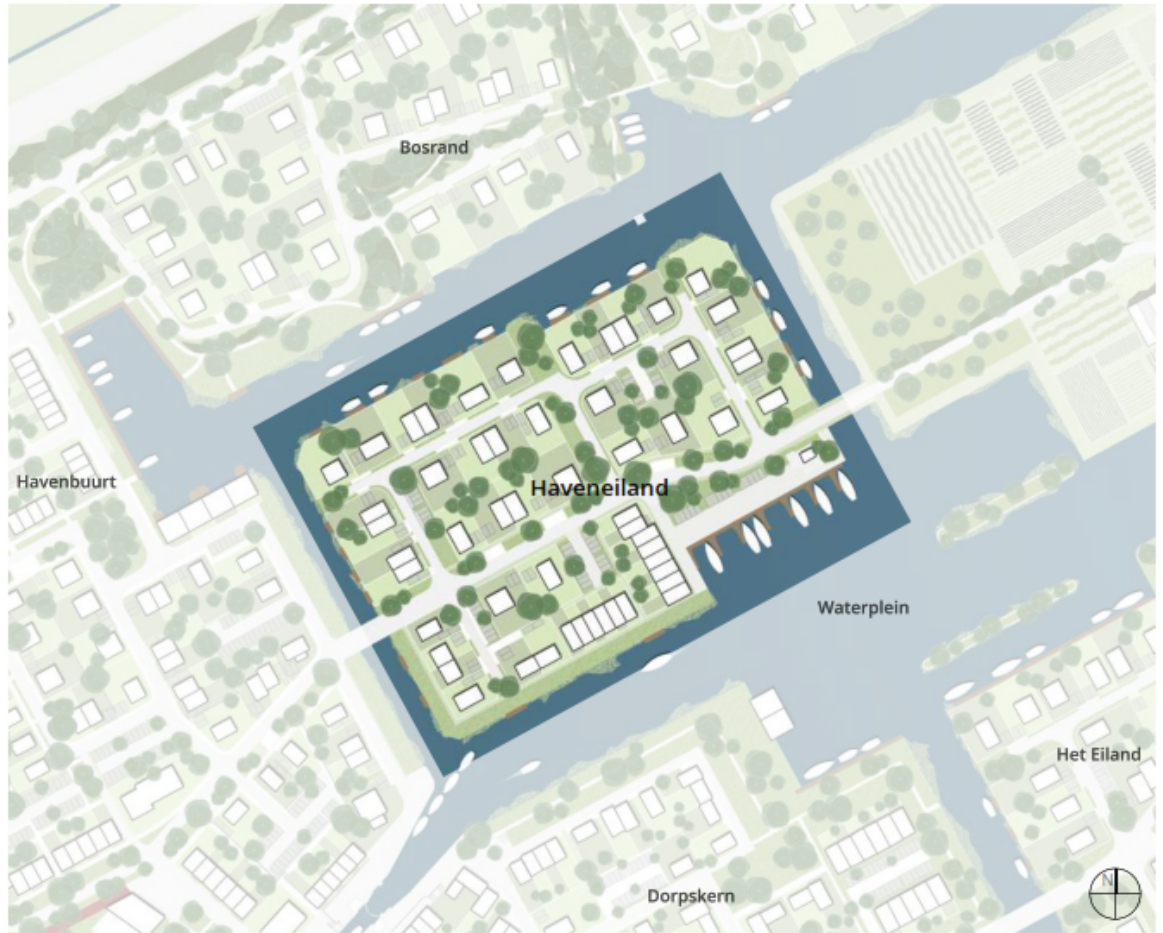 Bosrand
Havenbuurt
Haveneiland
Waterplein
Het Eiland
Dorpskern
N